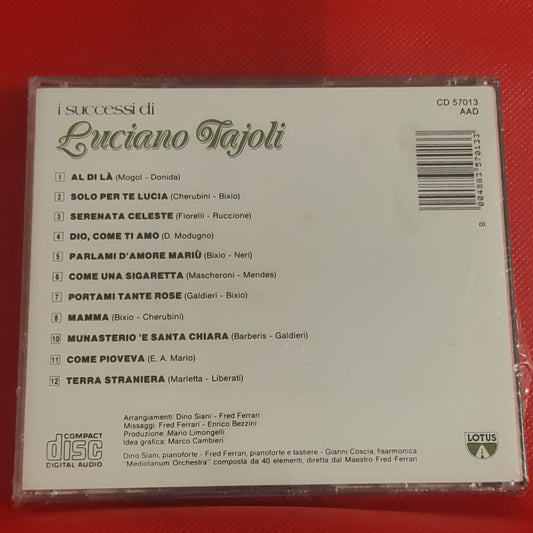 i successi di
Luciano Tajoli
CD 57013
AAD
1 AL DI LÀ (Mogol - Donida)
2 SOLO PER TE LUCIA (Cherubini - Bixio)
3 SERENATA CELESTE (Fiorelli - Ruccione)
4 DIO, COME TI AMO (D. Modugno)
5 PARLAMI D'AMORE MARIÙ (Bixio - Neri)
6 COME UNA SIGARETTA (Mascheroni - Mendes)
7 PORTAMI TANTE ROSE (Galdieri - Bixio)
8 MAMMA (Bixio - Cherubini)
10 MUNASTERIO 'E SANTA CHIARA (Barberis - Galdieri)
11 COME PIOVEVA (E. A. Mario)
12 TERRA STRANIERA (Marletta - Liberati)
8 004883 570133
Arrangiamenti: Dino Siani - Fred Ferrari
Missaggi: Fred Ferrari - Enrico Bezzini
Produzione: Mario Limongelli
Idea grafica: Marco Cambieri
Dino Siani, pianoforte - Fred Ferrari, pianoforte e tastiere - Gianni Coscia, fisarmonica
"Mediolanum Orchestra" composta da 40 elementi, diretta dal Maestro Fred Ferrari
COMPACT
disc
DIGITAL AUDIO
LOTUS